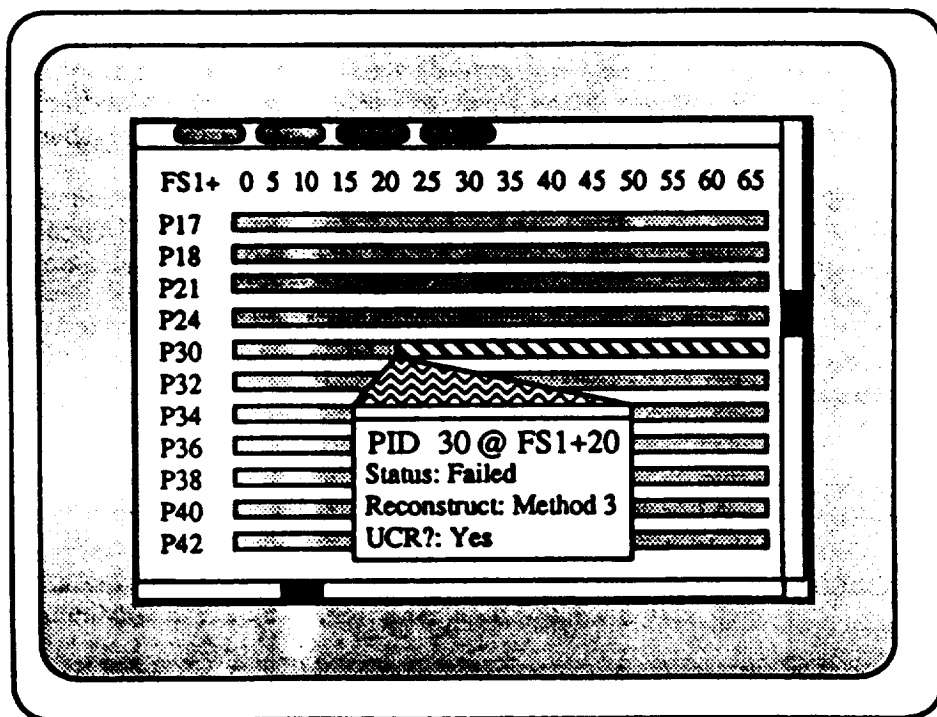 FS1+ 0 5 10 15 20 25 30 35 40 45 50 55 60 65
P17
P18
P21
P24
P30
P32
P34
P36
P38
P40
P42
PID 30 @ FS1+20
Status: Failed
Reconstruct: Method 3
UCR?: Yes